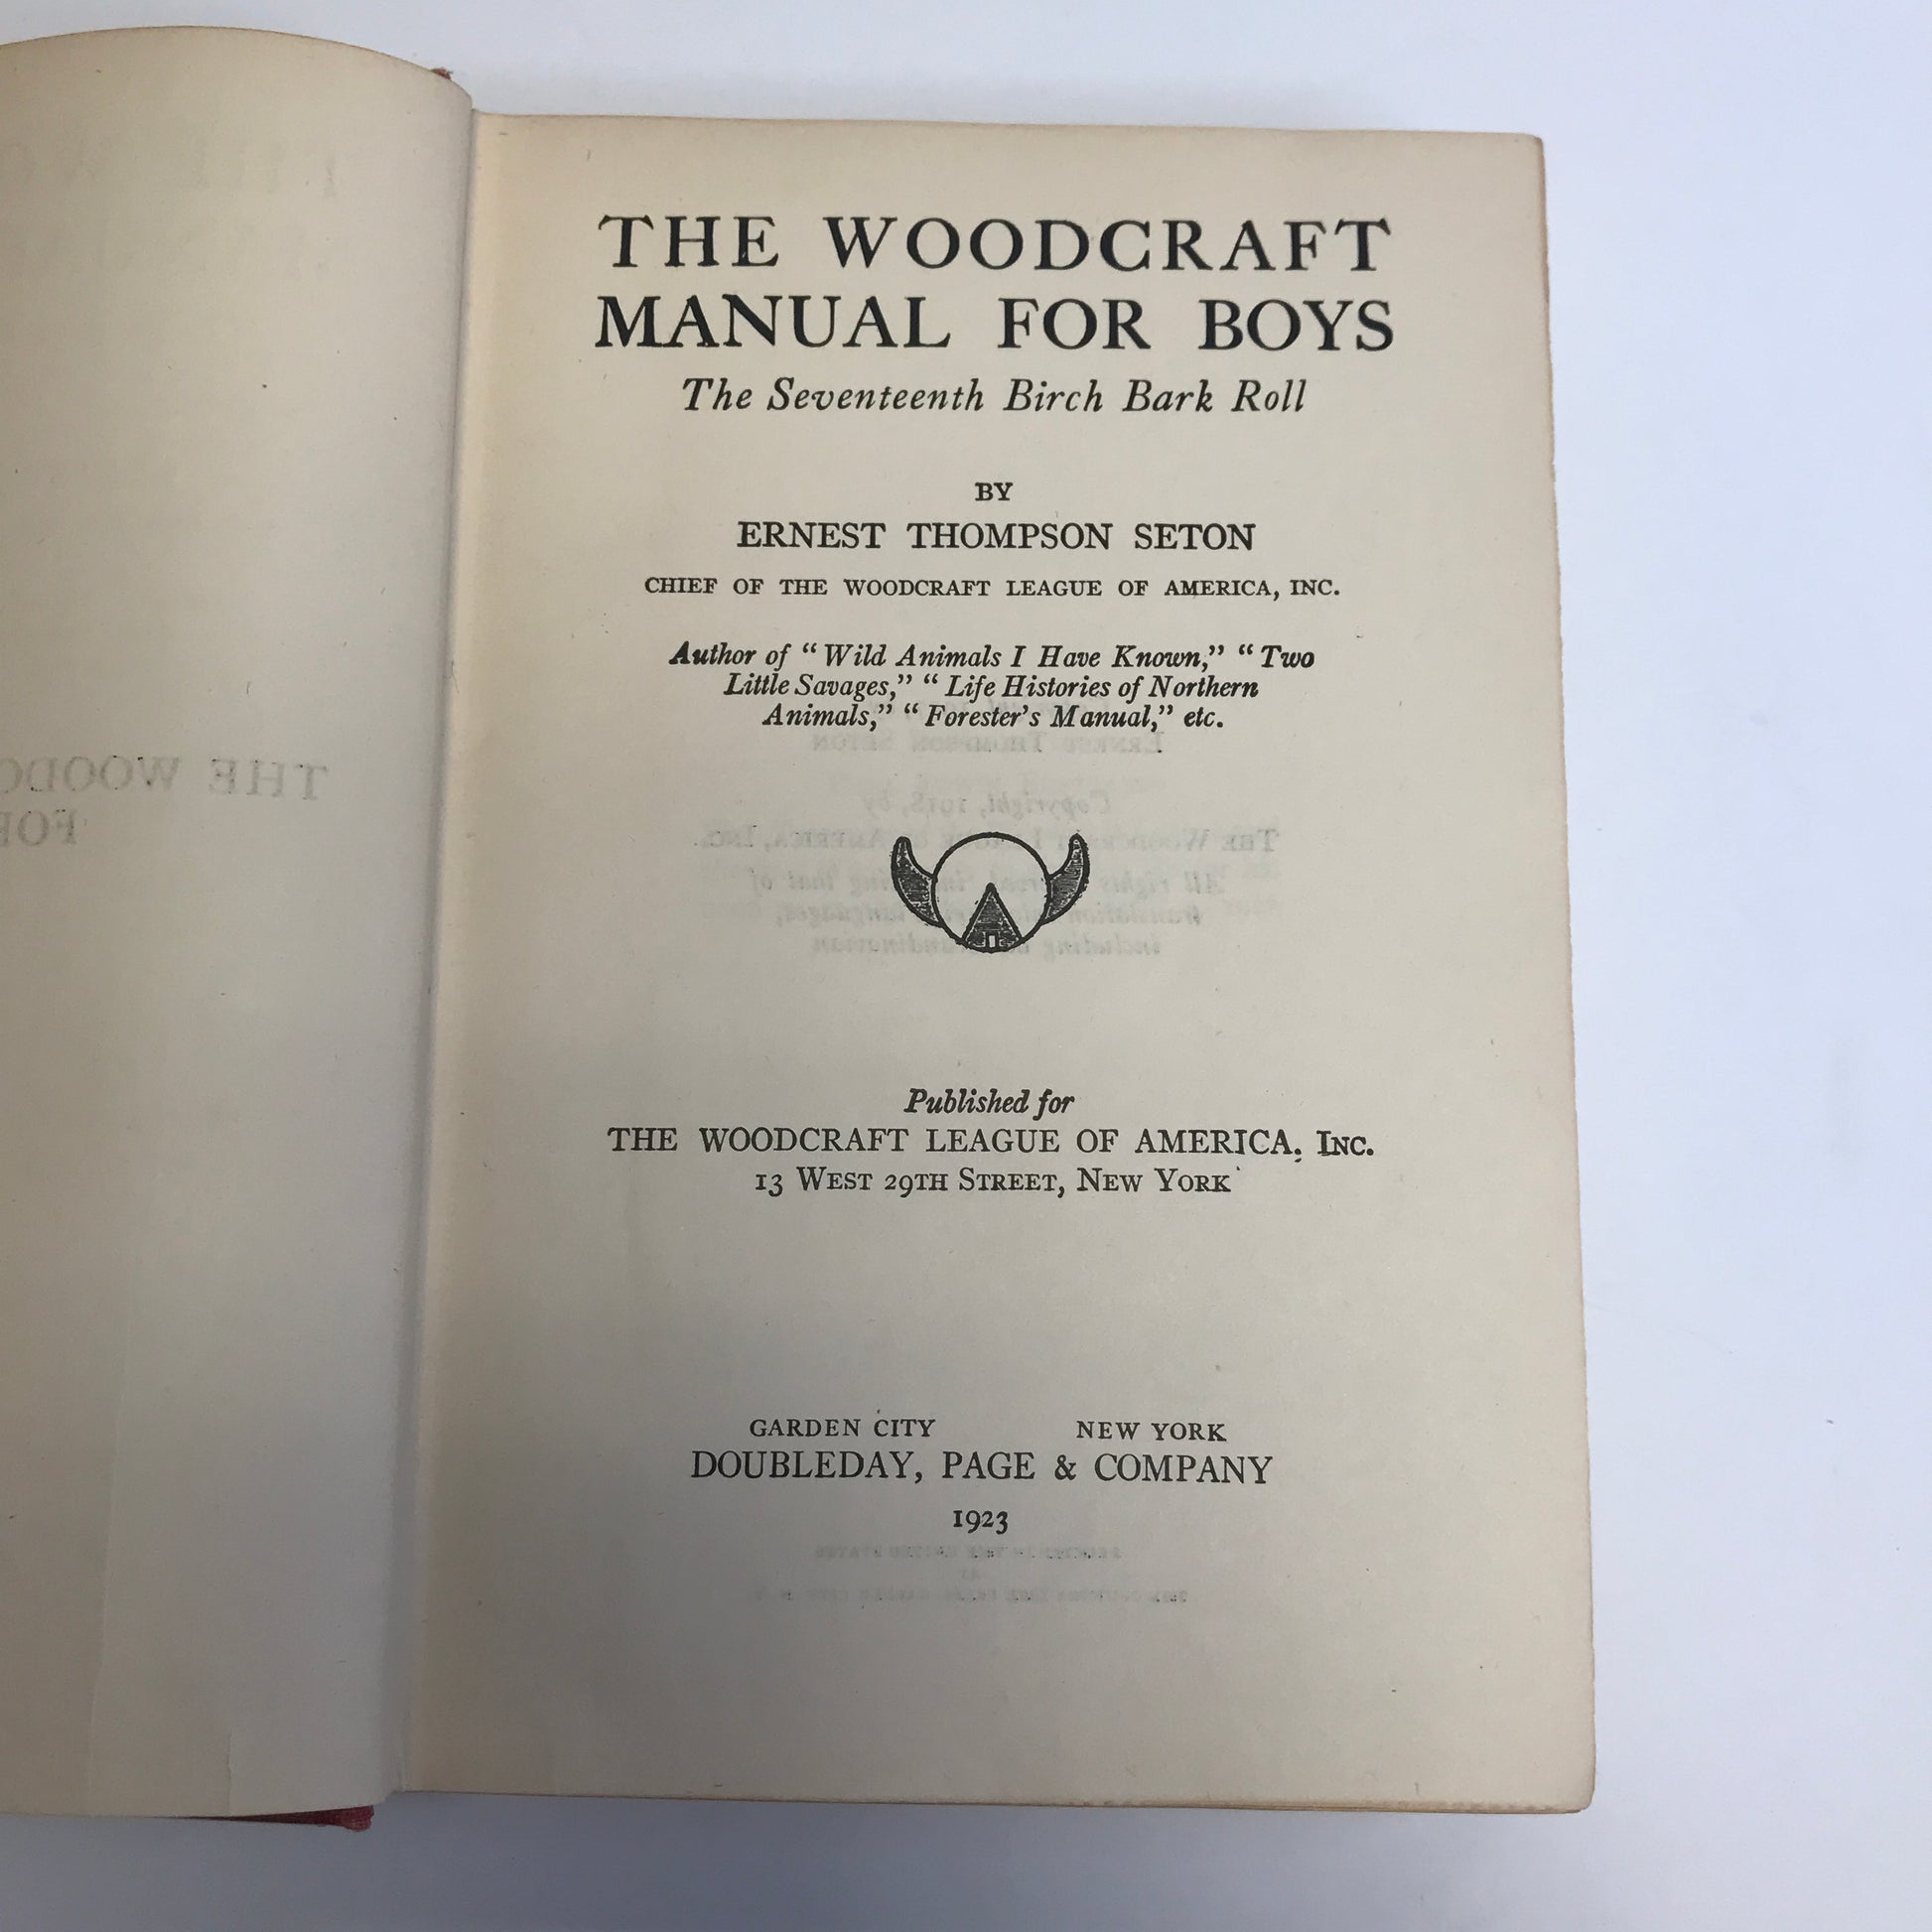 THE WOODCRAFT
MANUAL FOR BOYS
The Seventeenth Birch Bark Roll
BY
ERNEST THOMPSON SETON
CHIEF OF THE WOODCRAFT LEAGUE OF AMERICA, INC.
Author of "Wild Animals I Have Known," "Two
Little Savages," "Life Histories of Northern
Animals," "Forester's Manual," etc.
Published for
THE WOODCRAFT LEAGUE OF AMERICA, INC.
13 WEST 29TH STREET, NEW YORK
GARDEN CITY NEW YORK
DOUBLEDAY, PAGE & COMPANY
1923